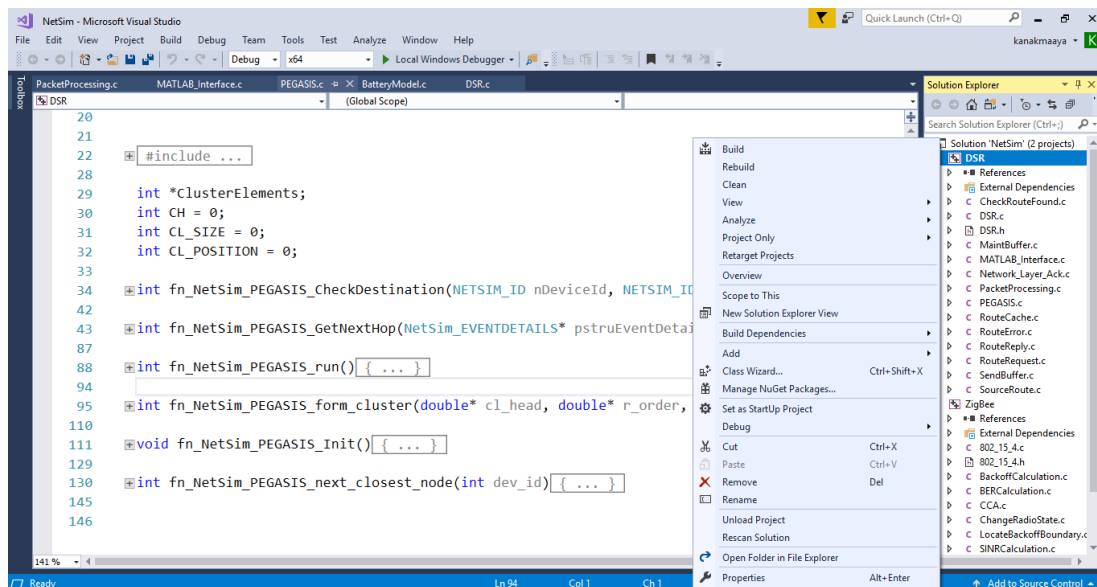 NetSim - Microsoft Visual Studio
Quick Launch (Ctrl+Q)
File Edit View Project Build Debug Team Tools Test Analyze Window Help
kanakmaaya K
Debug x64 Local Windows Debugger
Toolbox
PacketProcessing.c MATLAB_Interface.c PEGASIS.c BatteryModel.c DSR.c
DSR (Global Scope)
20
21
22 #include ...
28
29 int *ClusterElements;
30 int CH = 0;
31 int CL_SIZE = 0;
32 int CL_POSITION = 0;
33
34 int fn_NetSim_PEGASIS_CheckDestination(NETSIM_ID nDeviceId, NETSIM_ID
42
43 int fn_NetSim_PEGASIS_GetNextHop(NetSim_EVENTDETAILS* pstruEventDetai
87
88 int fn_NetSim_PEGASIS_run(){ ... }
94
95 int fn_NetSim_PEGASIS_form_cluster(double* cl_head, double* r_order,
110
111 void fn_NetSim_PEGASIS_Init(){ ... }
129
130 int fn_NetSim_PEGASIS_next_closest_node(int dev_id){ ... }
145
146
141 %
Build
Rebuild
Clean
View
Analyze
Project Only
Retarget Projects
Overview
Scope to This
New Solution Explorer View
Build Dependencies
Add
Class Wizard... Ctrl+Shift+X
Manage NuGet Packages...
Set as StartUp Project
Debug
Cut Ctrl+X
Paste Ctrl+V
Remove Del
Rename
Unload Project
Rescan Solution
Open Folder in File Explorer
Properties Alt+Enter
Solution Explorer
Search Solution Explorer (Ctrl+;)
Solution 'NetSim' (2 projects)
DSR
References
External Dependencies
CheckRouteFound.c
DSR.c
DSR.h
MaintBuffer.c
MATLAB_Interface.c
Network_Layer_Ack.c
PacketProcessing.c
PEGASIS.c
RouteCache.c
RouteError.c
RouteReply.c
RouteRequest.c
SendBuffer.c
SourceRoute.c
ZigBee
References
External Dependencies
802_15_4.c
802_15_4.h
BackoffCalculation.c
BERCalculation.c
CCA.c
ChangeRadioState.c
LocateBackoffBoundary.c
SINRCalculation.c
Ready Ln 94 Col 1 Ch 1 Add to Source Control